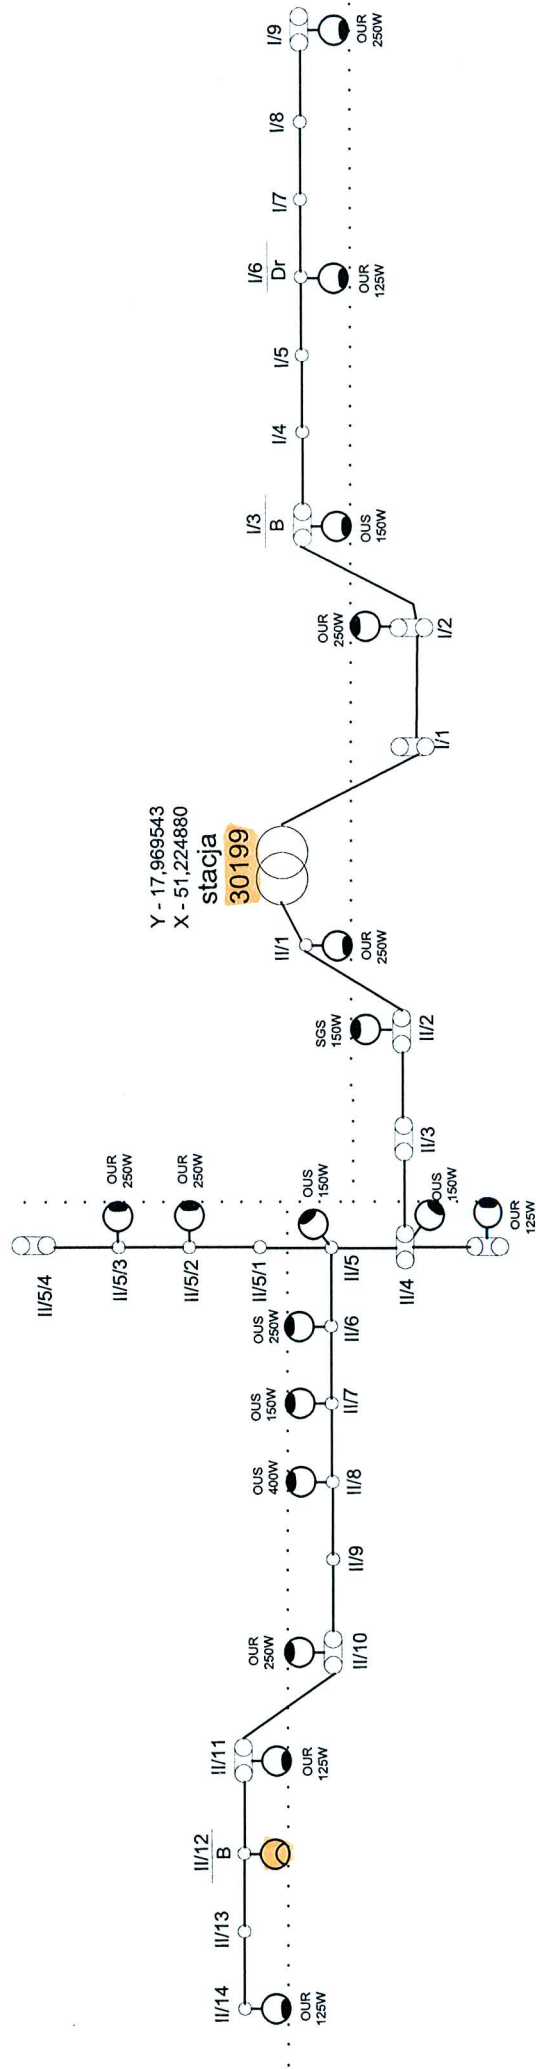 I/9
OUR
250W
I/8
I/7
I/6
Dr
OUR
125W
I/5
I/4
I/3
B
OUS
150W
OUR
250W
I/2
I/1
Y - 17,969543
X - 51,224880
stacja
30199
II/1
OUR
250W
SGS
150W
II/2
II/3
OUS
150W
II/4
OUR
125W
OUS
150W
II/5
II/5/1
OUR
250W
II/5/2
OUR
250W
II/5/3
II/5/4
OUS
250W
II/6
OUS
150W
II/7
OUS
400W
II/8
II/9
OUR
250W
II/10
II/11
OUR
125W
II/12
B
II/13
II/14
OUR
125W